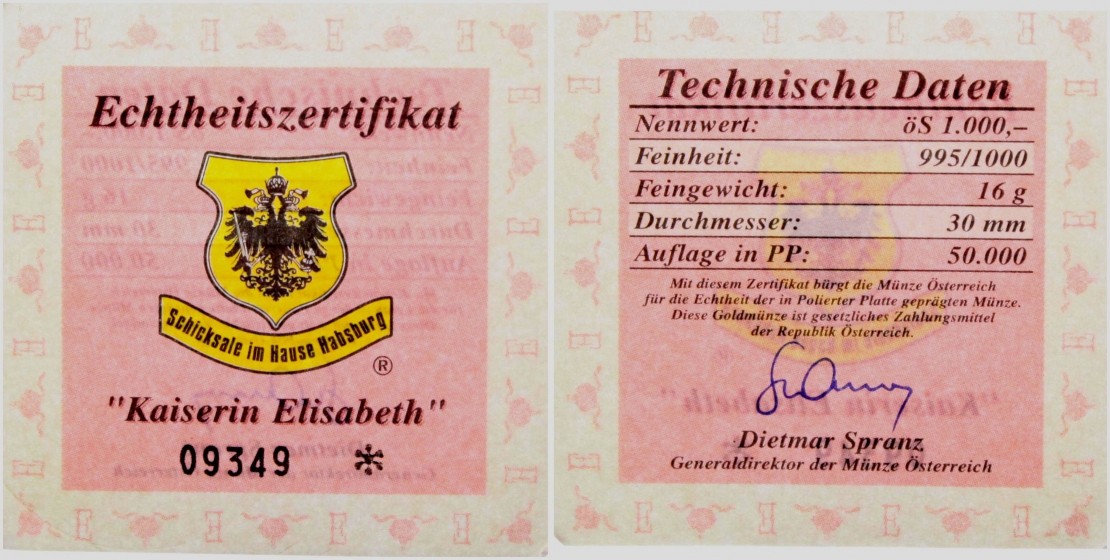 Echtheitszertifikat
Schicksale im Hause Habsburg
®
"Kaiserin Elisabeth"
09349 *
Technische Daten
Nennwert: öS 1.000,–
Feinheit: 995/1000
Feingewicht: 16 g
Durchmesser: 30 mm
Auflage in PP: 50.000
Mit diesem Zertifikat bürgt die Münze Österreich
für die Echtheit der in Polierter Platte geprägten Münze.
Diese Goldmünze ist gesetzliches Zahlungsmittel
der Republik Österreich.
Dietmar Spranz
Generaldirektor der Münze Österreich